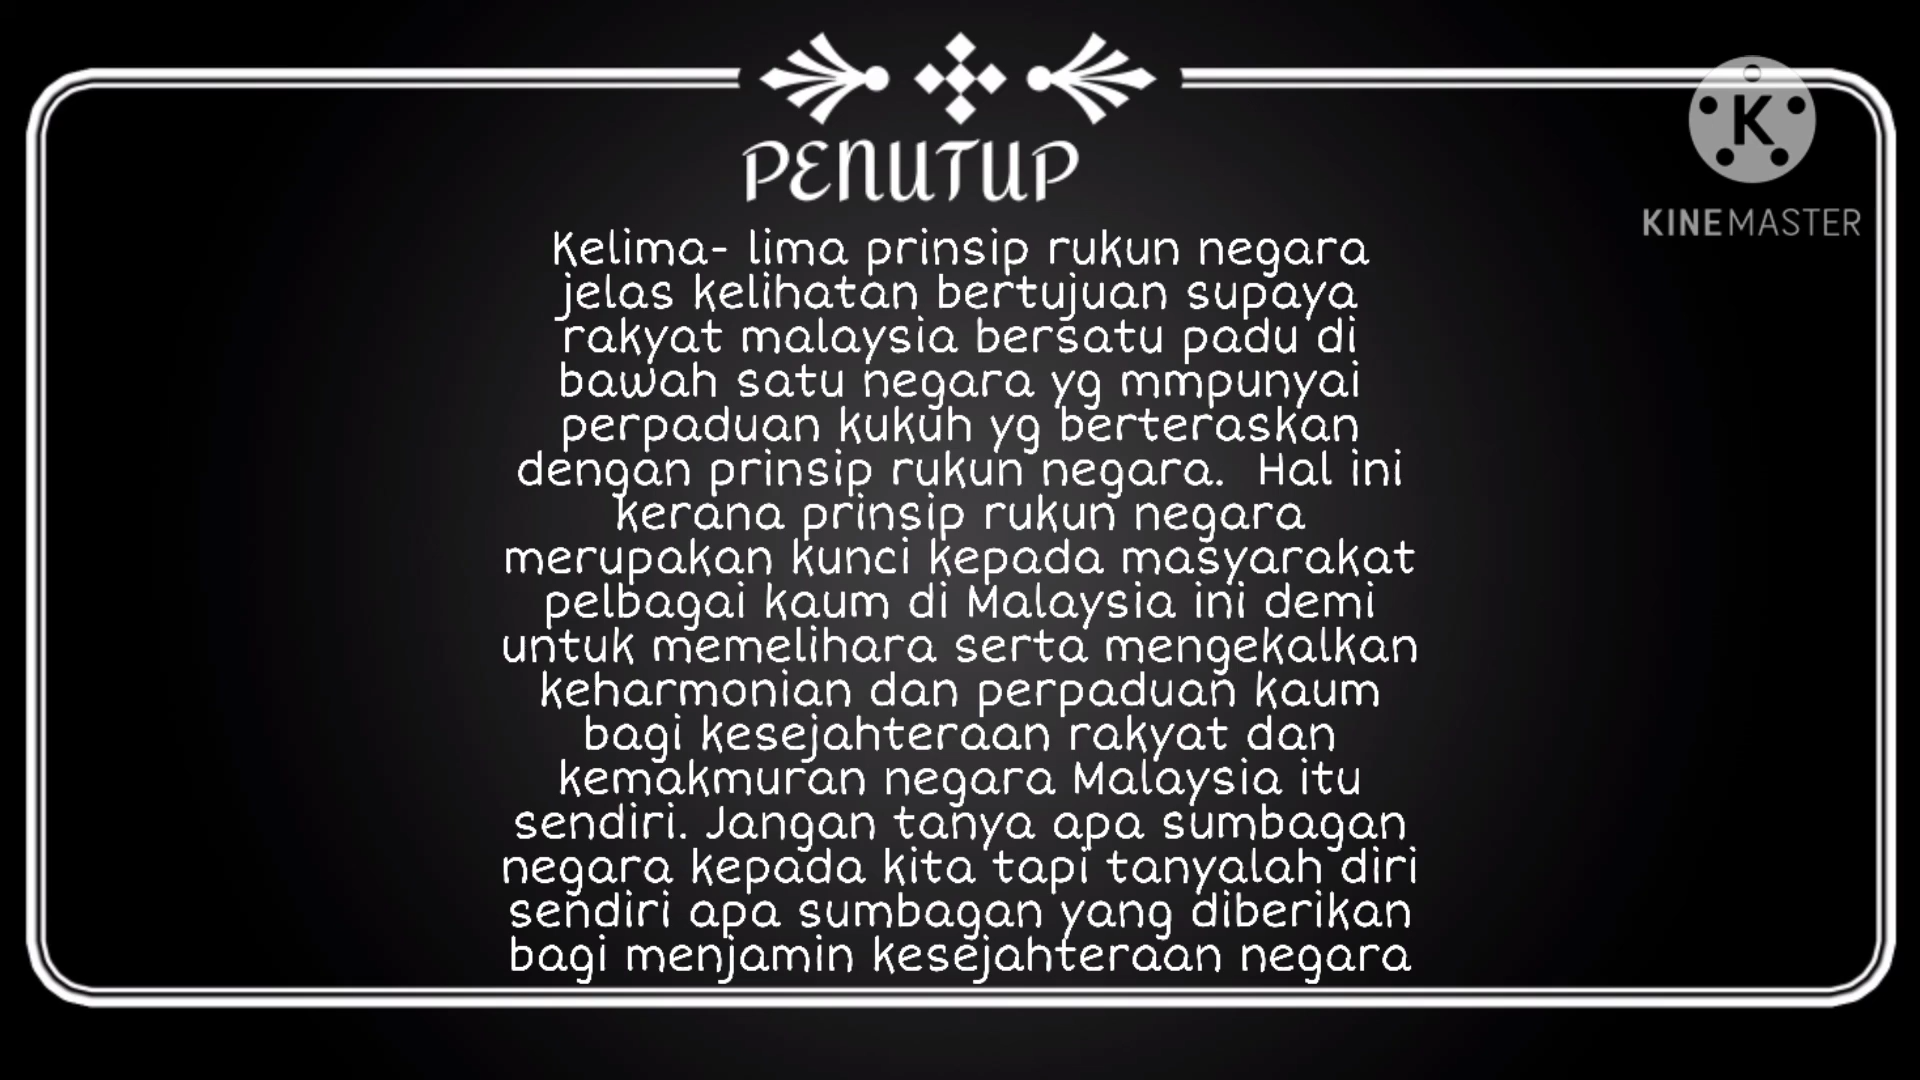 PENUTUP
K
KINEMASTER
Kelima- lima prinsip rukun negara
jelas kelihatan bertujuan supaya
rakyat malaysia bersatu padu di
bawah satu negara yg mmpunyai
perpaduan kukuh yg berteraskan
dengan prinsip rukun negara.  Hal ini
kerana prinsip rukun negara
merupakan kunci kepada masyarakat
pelbagai kaum di Malaysia ini demi
untuk memelihara serta mengekalkan
keharmonian dan perpaduan kaum
bagi kesejahteraan rakyat dan
kemakmuran negara Malaysia itu
sendiri. Jangan tanya apa sumbagan
negara kepada kita tapi tanyalah diri
sendiri apa sumbagan yang diberikan
bagi menjamin kesejahteraan negara